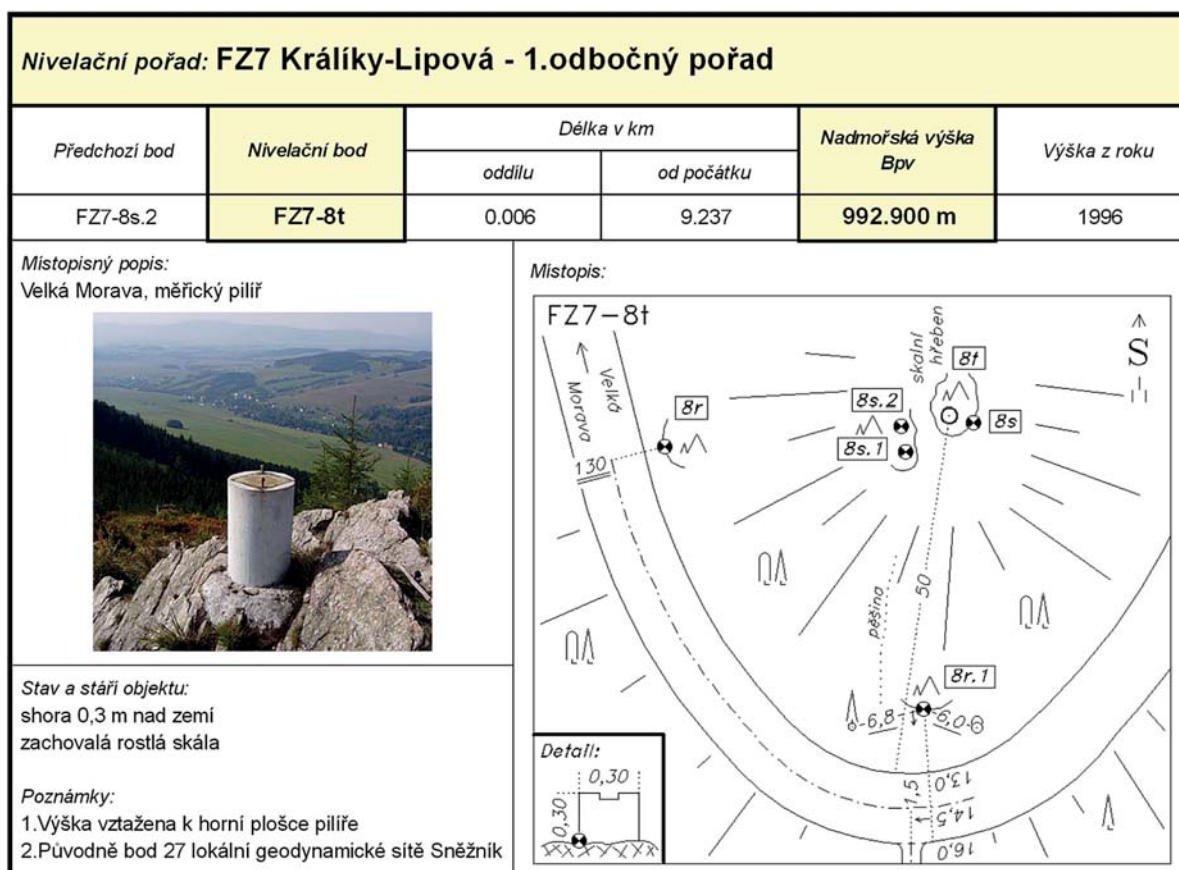 Nivelační pořad: FZ7 Králíky-Lipová - 1.odbočný pořad
Předchozí bod
Nivelační bod
Délka v km
oddílu
od počátku
Nadmořská výška
Bpv
Výška z roku
FZ7-8s.2
FZ7-8t
0.006
9.237
992.900 m
1996
Místopisný popis:
Velká Morava, měřický pilíř
Stav a stáří objektu:
shora 0,3 m nad zemí
zachovalá rostlá skála
Poznámky:
1.Výška vztažena k horní plošce pilíře
2.Původně bod 27 lokální geodynamické sítě Sněžník
Místopis:
FZ7-8t
Velká
Morava
130
8r
skalní
hřeben
8t
8s.2
8s
8s.1
S
50
pěšina
8r.1
6,8
1
6,0
1,5
13,0
14,5
16,0
Detail:
0,30
0,30